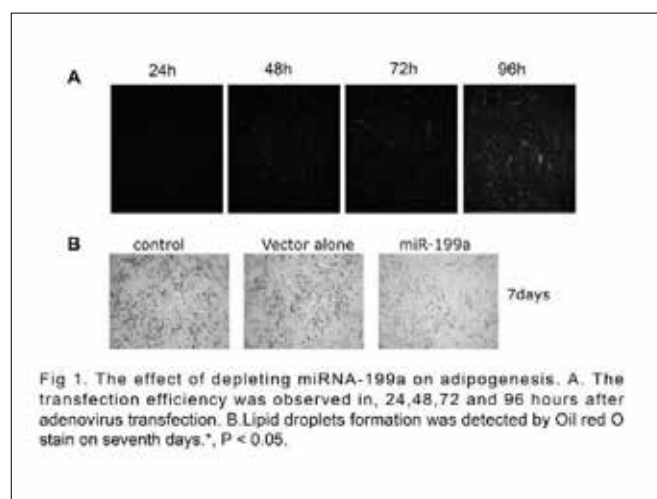 24h 48h 72h 96h
A
B control Vector alone miR-199a
7days
Fig 1. The effect of depleting miRNA-199a on adipogenesis. A. The
transfection efficiency was observed in, 24,48,72 and 96 hours after
adenovirus transfection. B.Lipid droplets formation was detected by Oil red O
stain on seventh days.*, P < 0.05.